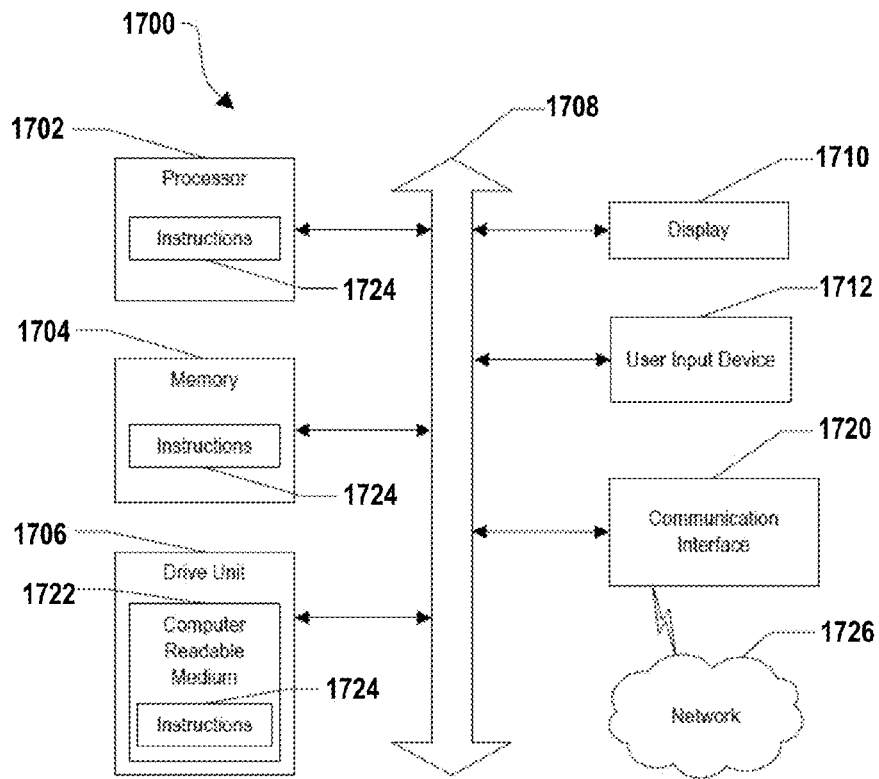 1700
1702
Processor
Instructions
1724
1704
Memory
Instructions
1724
1706
Drive Unit
1722
Computer
Readable
Medium
1724
Instructions
1708
1710
Display
1712
User Input Device
1720
Communication
Interface
1726
Network